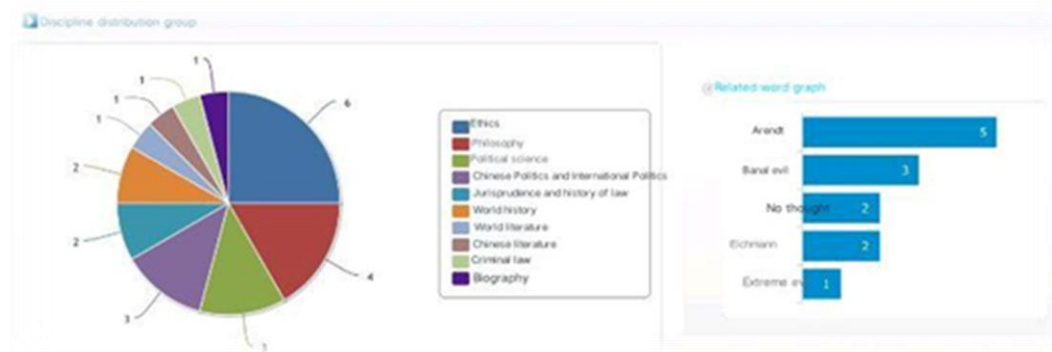 Discipline distribution group
1
1
1
1
2
2
3
4
6
Ethics
Philosophy
Political science
Chinese Politics and International Politics
Jurisprudence and history of law
World history
World literature
Chinese literature
Criminal law
Biography
Related word graph
Arendt 5
Banal evil 3
No thought 2
Eichmann 2
Extreme ev 1